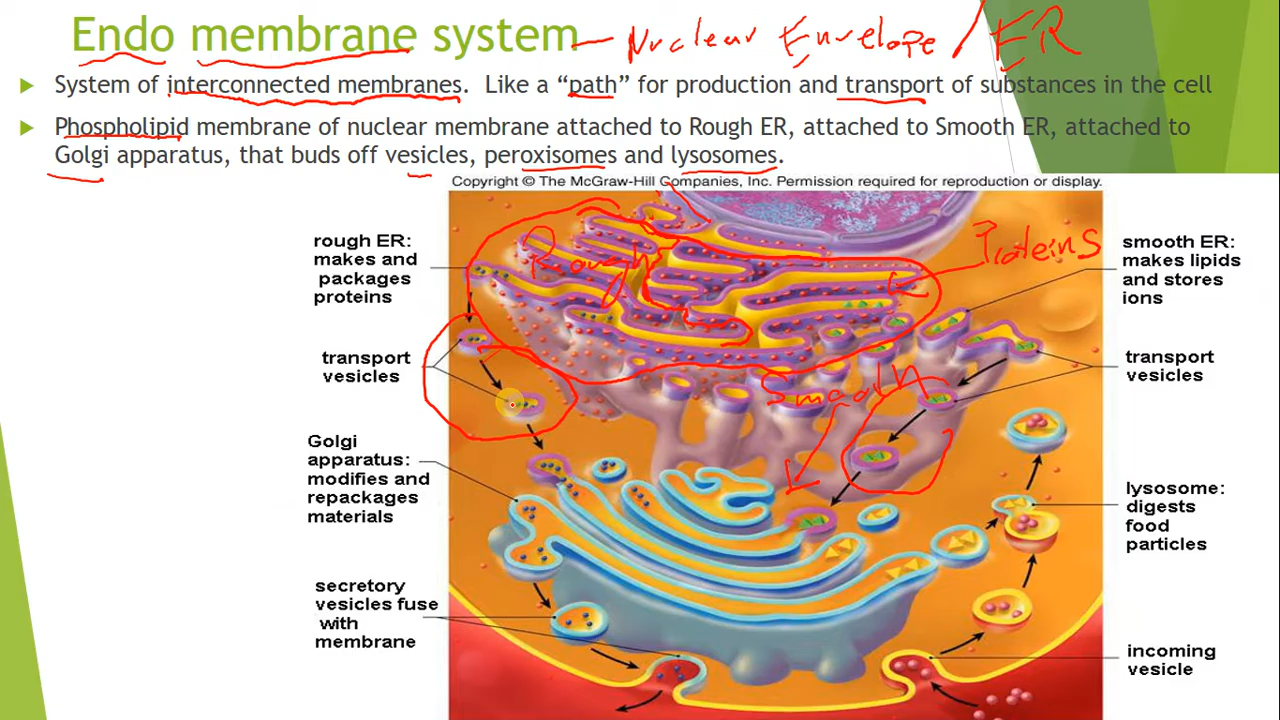 Endo membrane system – Nuclear Envelope / ER
System of interconnected membranes. Like a “path” for production and transport of substances in the cell
Phospholipid membrane of nuclear membrane attached to Rough ER, attached to Smooth ER, attached to
Golgi apparatus, that buds off vesicles, peroxisomes and lysosomes.
Copyright © The McGraw-Hill Companies, Inc. Permission required for reproduction or display.
rough ER:
makes and
packages
proteins
Rough
Proteins
smooth ER:
makes lipids
and stores
ions
transport
vesicles
Smooth
transport
vesicles
Golgi
apparatus:
modifies and
repackages
materials
lysosome:
digests
food
particles
secretory
vesicles fuse
with
membrane
incoming
vesicle